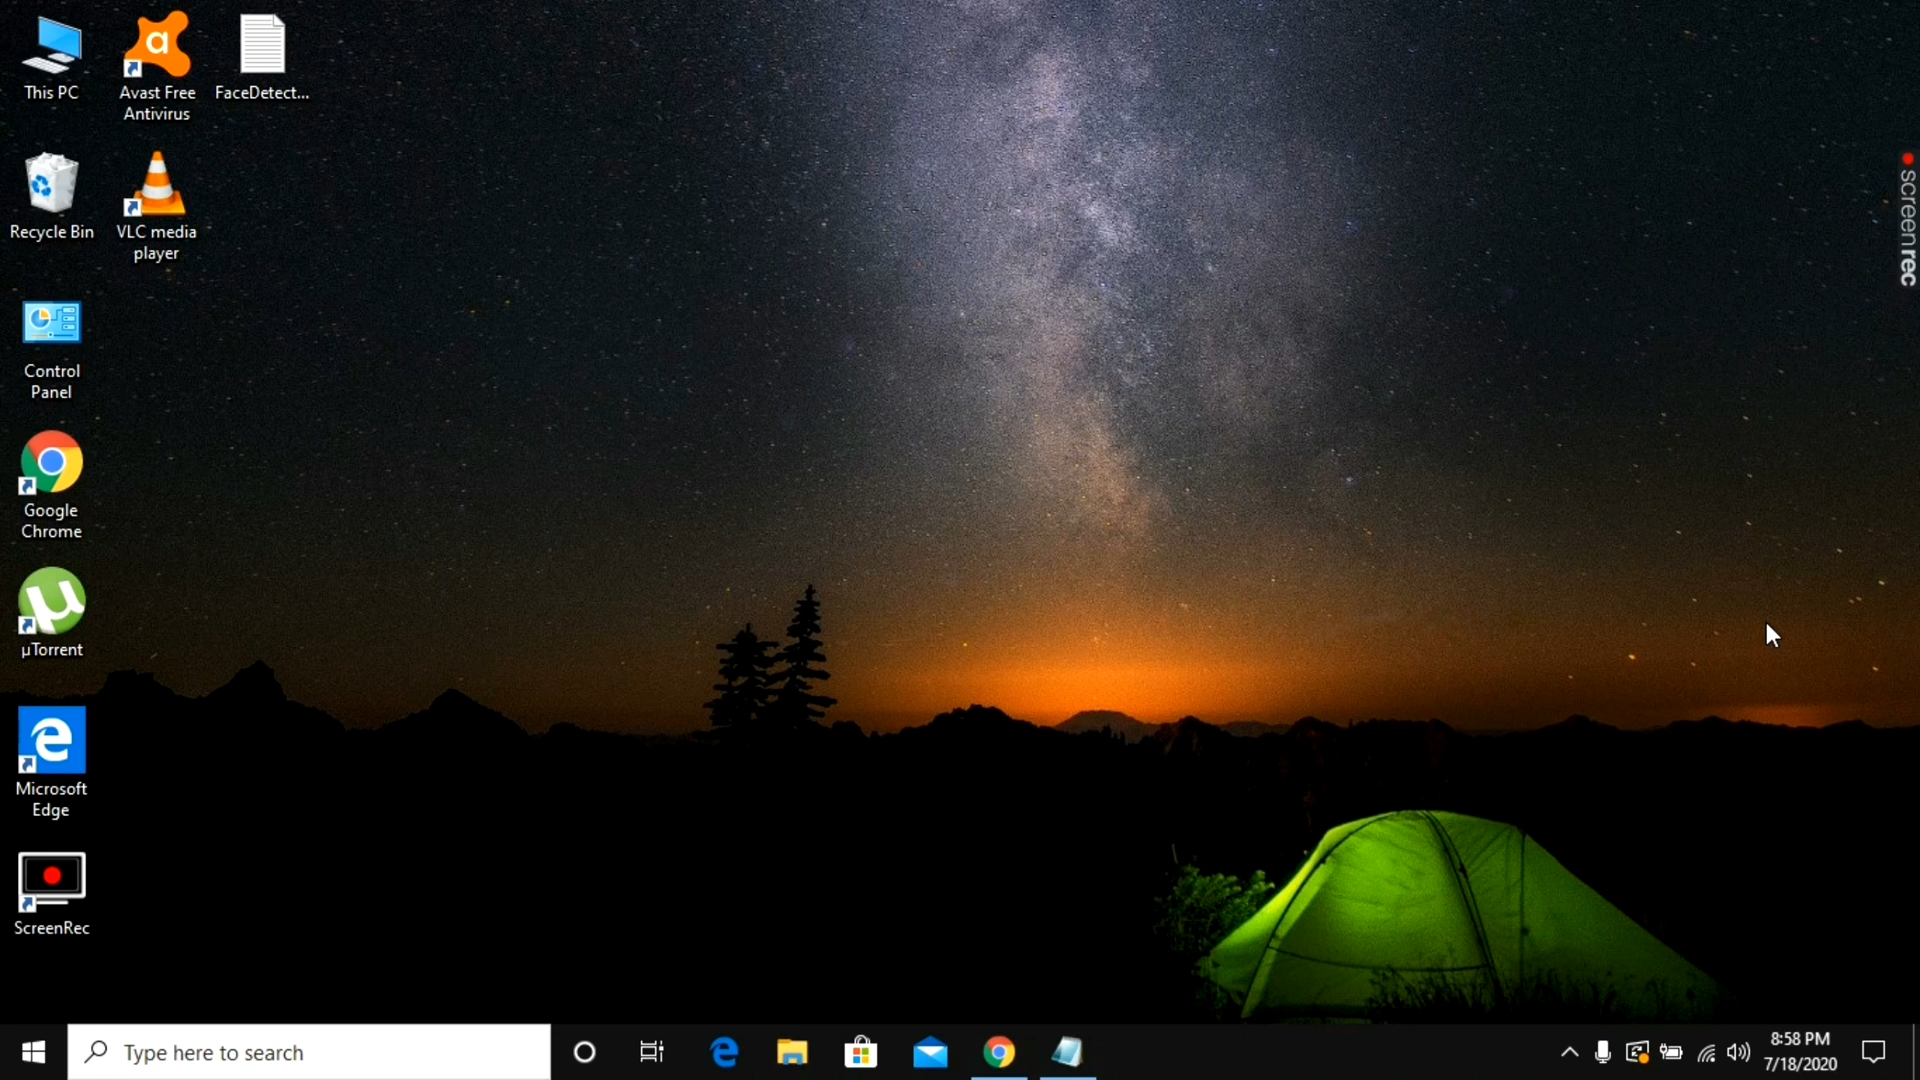 This PC
Avast Free
Antivirus
FaceDetect...
Recycle Bin
VLC media
player
Control
Panel
Google
Chrome
µTorrent
Microsoft
Edge
ScreenRec
screenrec
Type here to search
8:58 PM
7/18/2020